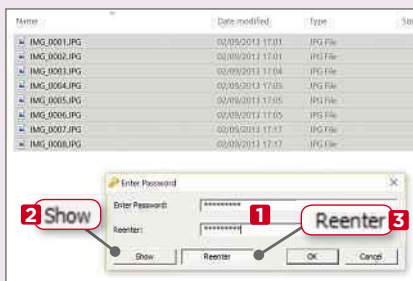 Name Date modified Type
IMG_0001.JPG 02/09/2013 17:01 JPG File
IMG_0002.JPG 02/09/2013 17:01 JPG File
IMG_0003.JPG 02/09/2013 17:04 JPG File
IMG_0004.JPG 02/09/2013 17:05 JPG File
IMG_0005.JPG 02/09/2013 17:05 JPG File
IMG_0006.JPG 02/09/2013 17:05 JPG File
IMG_0007.JPG 02/09/2013 17:17 JPG File
IMG_0008.JPG 02/09/2013 17:17 JPG File
Enter Password
Enter Password: *********
1
Reenter: *********
2 Show
Reenter 3
Show Reenter OK Cancel